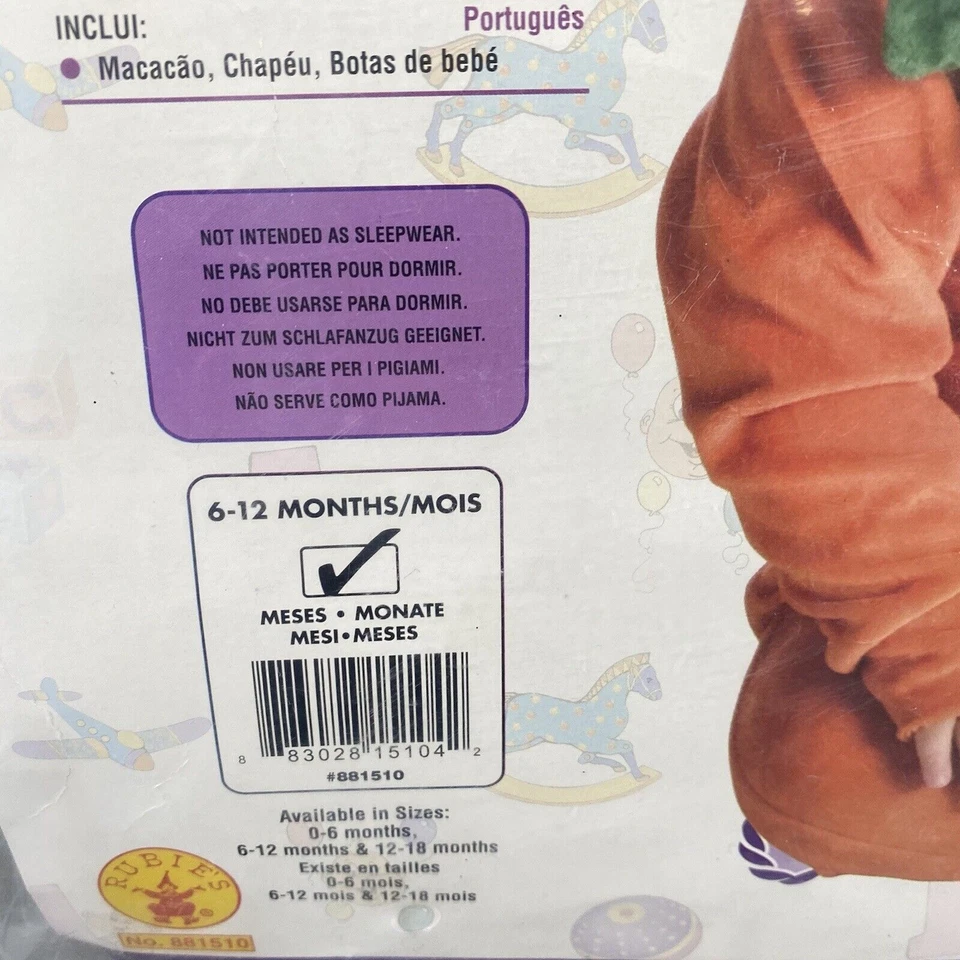 Português
INCLUI:
● Macacão, Chapéu, Botas de bebé
NOT INTENDED AS SLEEPWEAR.
NE PAS PORTER POUR DORMIR.
NO DEBE USARSE PARA DORMIR.
NICHT ZUM SCHLAFANZUG GEEIGNET.
NON USARE PER I PIGIAMI.
NÃO SERVE COMO PIJAMA.
6-12 MONTHS/MOIS
MESES • MONATE
MESI•MESES
8 83028 15104 2
#881510
Available in Sizes:
0-6 months,
6-12 months & 12-18 months
Existe en tailles
0-6 mois,
6-12 mois & 12-18 mois
RUBIE'S
®
No. 881510